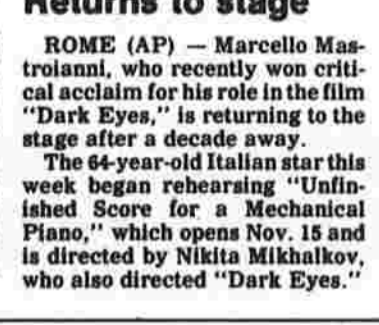 Returns to stage
ROME (AP) — Marcello Mas-
troianni, who recently won criti-
cal acclaim for his role in the film
"Dark Eyes," is returning to the
stage after a decade away.
The 64-year-old Italian star this
week began rehearsing "Unfin-
ished Score for a Mechanical
Piano," which opens Nov. 15 and
is directed by Nikita Mikhalkov,
who also directed "Dark Eyes."